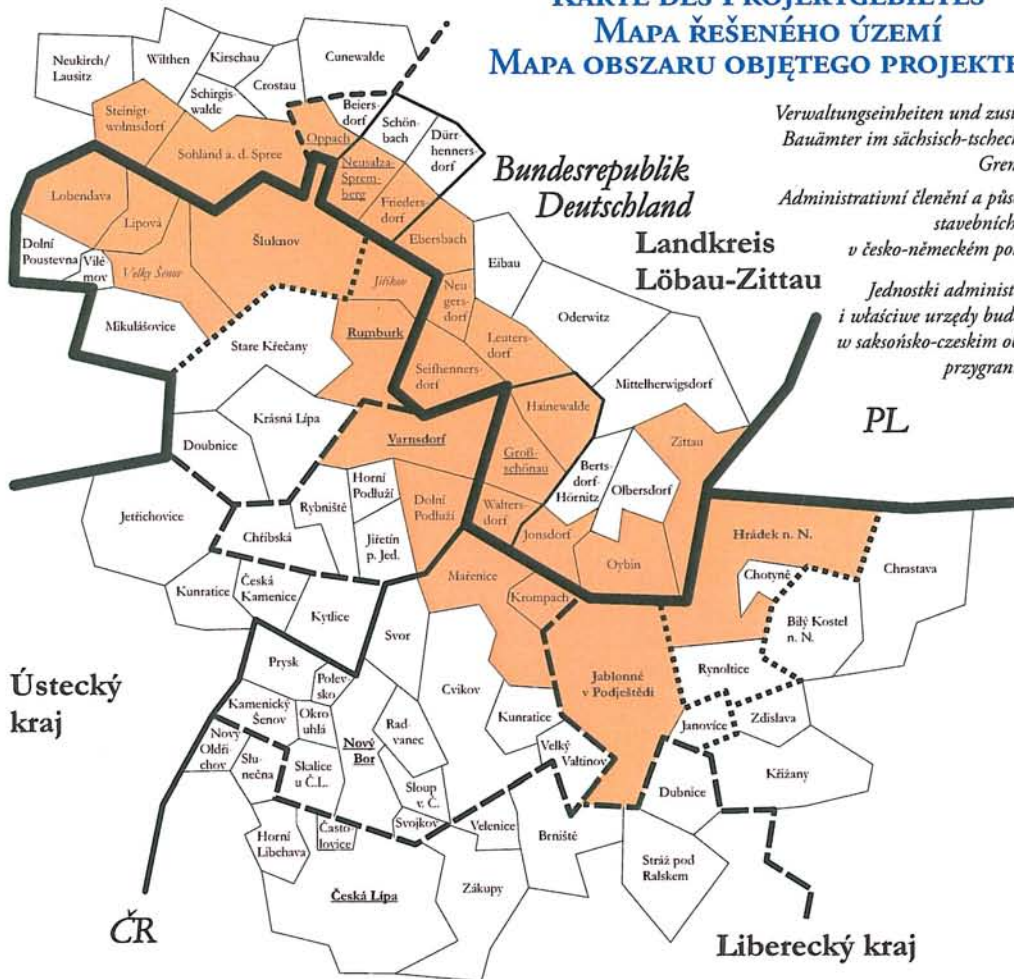 KARTE DES PROJEKTGEBIETES
MAPA ŘEŠENÉHO ÚZEMÍ
MAPA OBSZARU OBJĘTEGO PROJEKTE
Verwaltungseinheiten und zust
Bauämter im sächsisch-tschech
Gren
Administrativní členění a půso
stavebních
v česko-německém po
Jednostki administ
i właściwe urzędy bud
w saksońsko-czeskim o
przygran
Bundesrepublik
Deutschland
Landkreis
Löbau-Zittau
PL
Neukirch/
Lausitz
Wilthen
Kirschau
Crostau
Cunewalde
Schirgis-
walde
Beiers-
dorf
Schön-
bach
Dürr-
henners
dorf
Steinigt-
wolmsdorf
Sohland a. d. Spree
Oppach
Neusalza-
Sprem-
berg
Frieders-
dorf
Lobendava
Lipová
Dolní
Poustevna
Vilé
mov
Velky Šenov
Šluknov
Jiříkov
Ebersbach
Eibau
Neu
gers-
dorf
Oderwitz
Mikulášovice
Stare Křečany
Rumburk
Leuters-
dorf
Seifhenners-
dorf
Mittelherwigsdorf
Hainewalde
Krásná Lípa
Doubnice
Varnsdorf
Groß-
schönau
Zittau
Berts-
dorf-
Hörnitz
Olbersdorf
Jetřichovice
Rybniště
Horní
Podluží
Dolní
Podluží
Walters-
dorf
Jonsdorf
Chřibská
Jiřetín
p. Jed.
Oybin
Hrádek n. N.
Chotyně
Chrastava
Kunratice
Česká
Kamenice
Kytlice
Mařenice
Krompach
Bílý Kostel
n. N.
Svor
Rynoltice
Prysk
Polev-
sko
Cvikov
Jablonné
v Podještědí
Ústecký
kraj
Kamenický
Šenov
Okro
uhlá
Rad-
vanec
Kunratice
Janovíce
Zdislava
Nový
Oldři-
chov
Slu-
nečna
Nový
Bor
Skalice
u Č.L.
Velký
Valtinov
Křižany
Dubnice
Sloup
v. Č.
Svojkov
Velenice
Brniště
Horní
Libchava
Často-
lovice
Stráž pod
Ralskem
Česká Lípa
Zákupy
ČR
Liberecký kraj